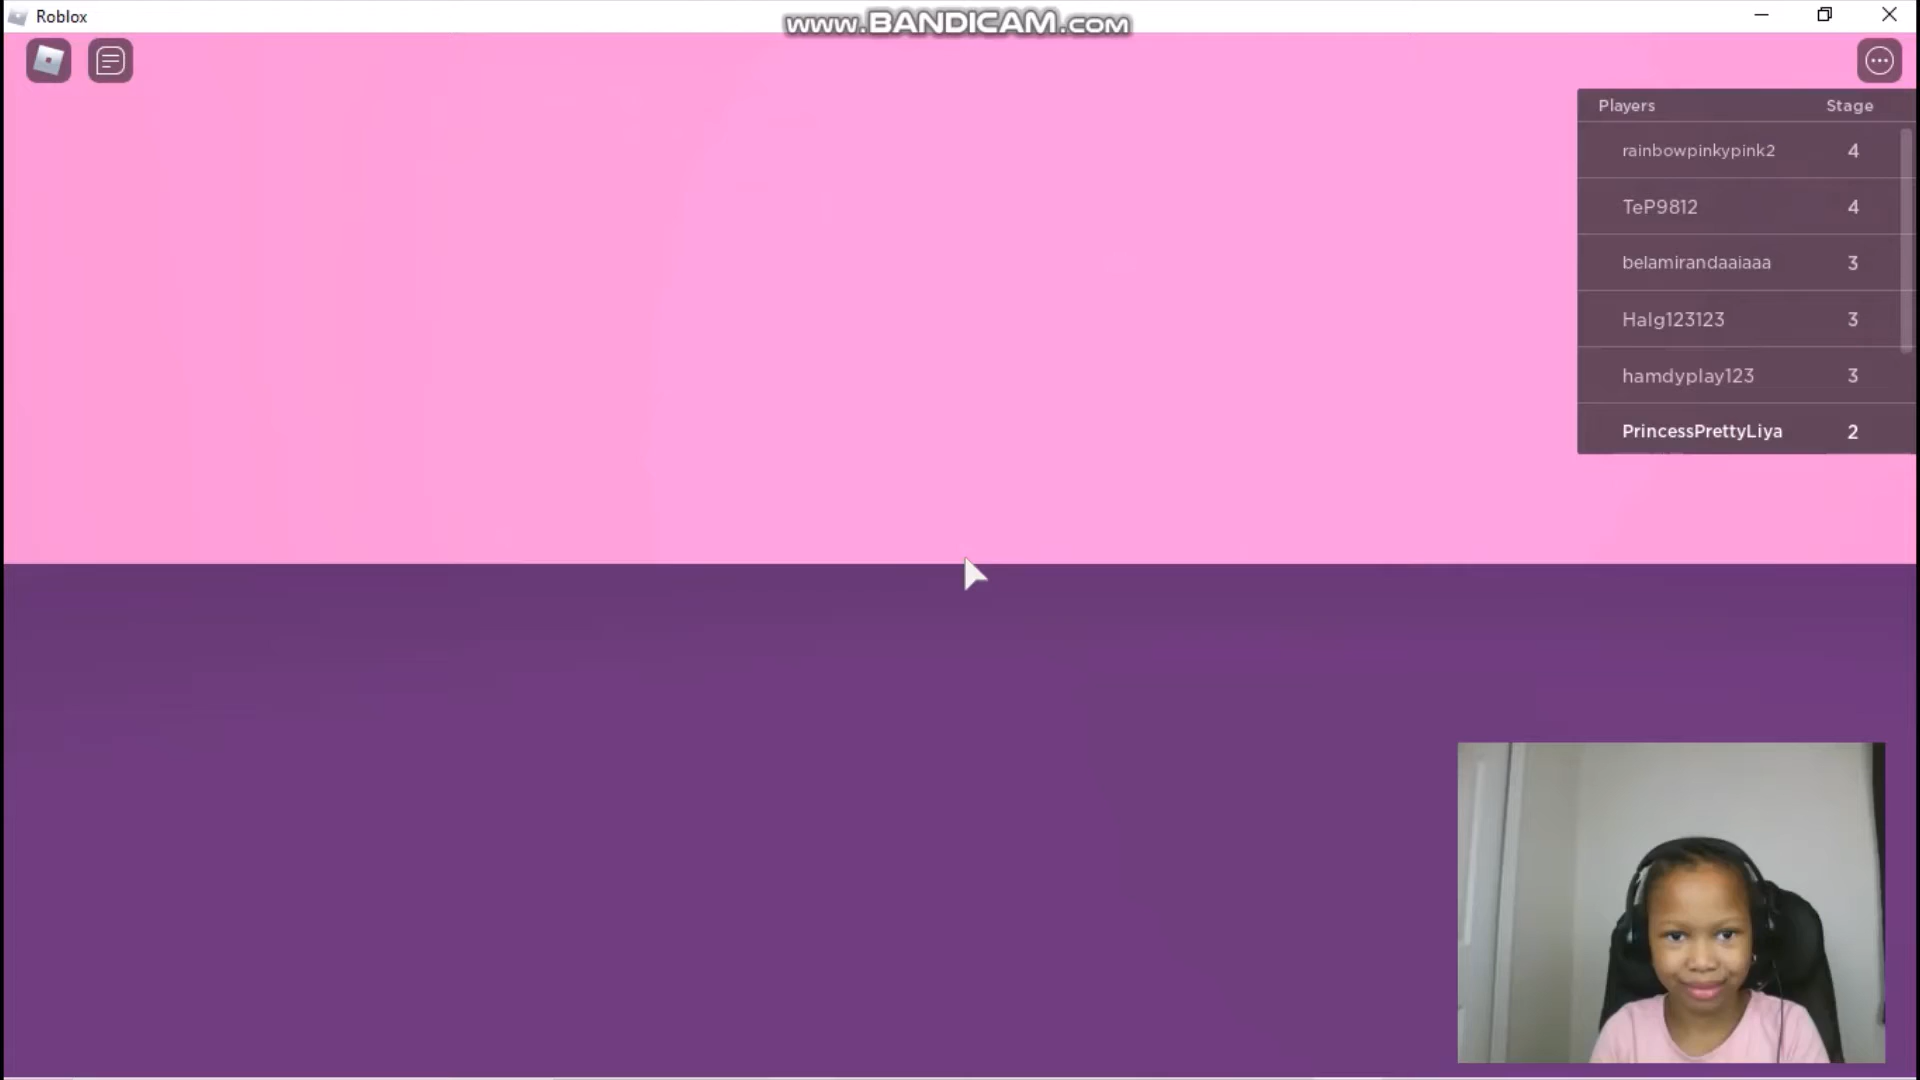 Roblox
www.BANDICAM.com
Players Stage
rainbowpinkypink2 4
TeP9812 4
belamirandaaiaaa 3
Halg123123 3
hamdyplay123 3
PrincessPrettyLiya 2